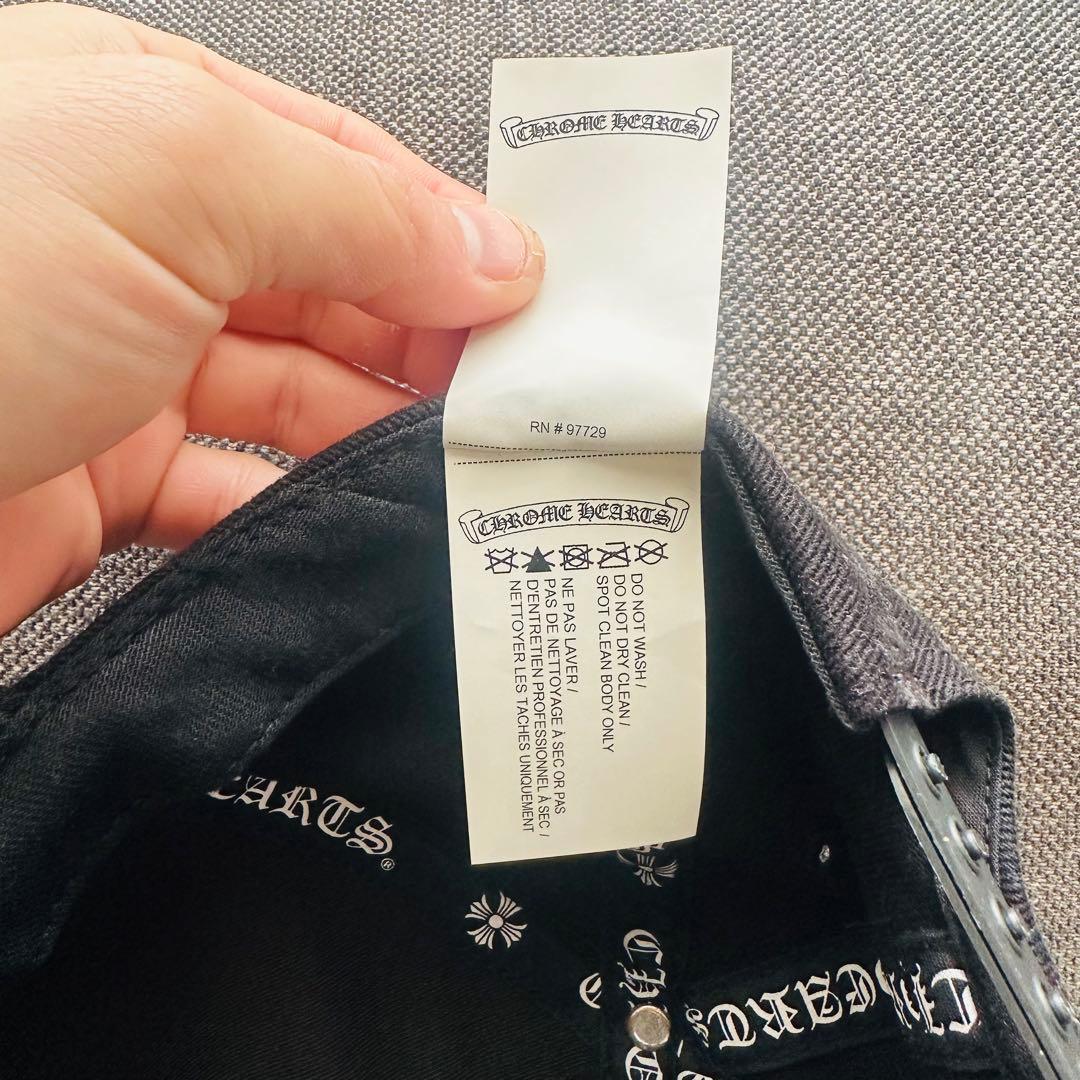 CHROME HEARTS
RN # 97729
CHROME HEARTS
DO NOT WASH /
DO NOT DRY CLEAN /
SPOT CLEAN BODY ONLY
NE PAS LAVER /
PAS DE NETTOYAGE À SEC OR PAS
D'ENTRETIEN PROFESSIONNEL À SEC /
NETTOYER LES TACHES UNIQUEMENT
EARTS®